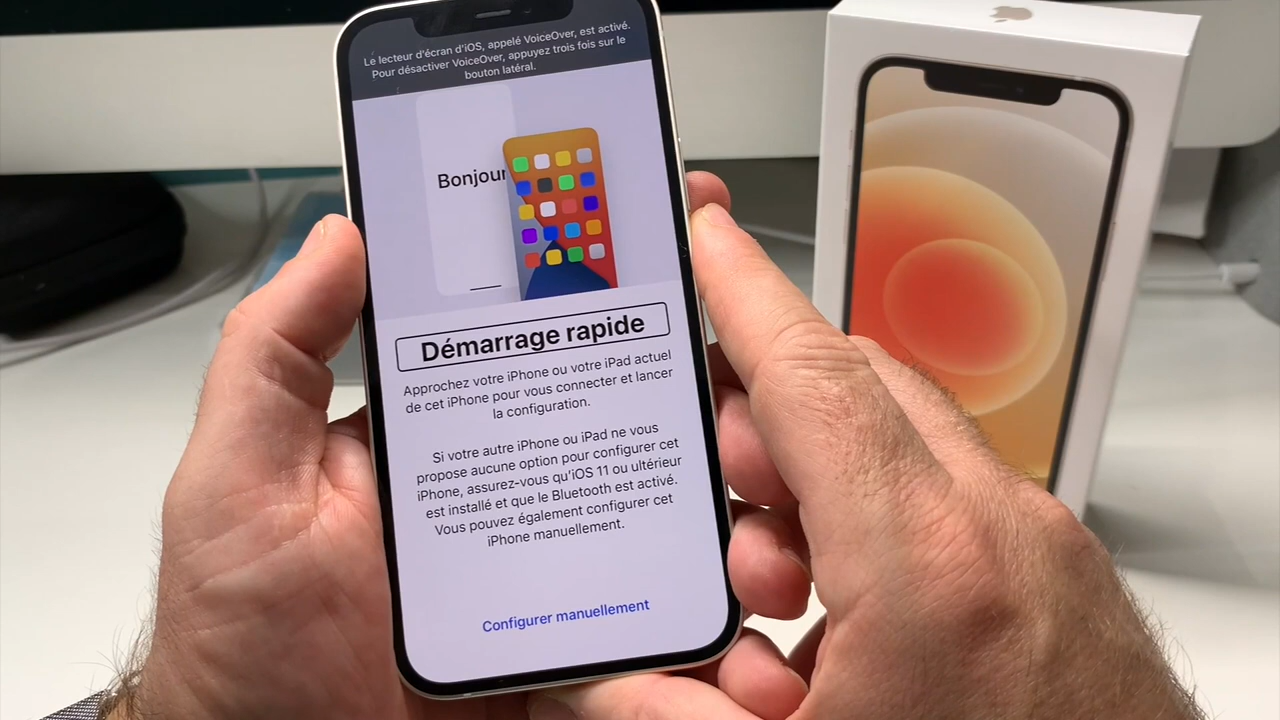 Le lecteur d'écran d'iOS, appelé VoiceOver, est activé.
Pour désactiver VoiceOver, appuyez trois fois sur le
bouton latéral.
Bonjour
Démarrage rapide
Approchez votre iPhone ou votre iPad actuel
de cet iPhone pour vous connecter et lancer
la configuration.
Si votre autre iPhone ou iPad ne vous
propose aucune option pour configurer cet
iPhone, assurez-vous qu'iOS 11 ou ultérieur
est installé et que le Bluetooth est activé.
Vous pouvez également configurer cet
iPhone manuellement.
Configurer manuellement